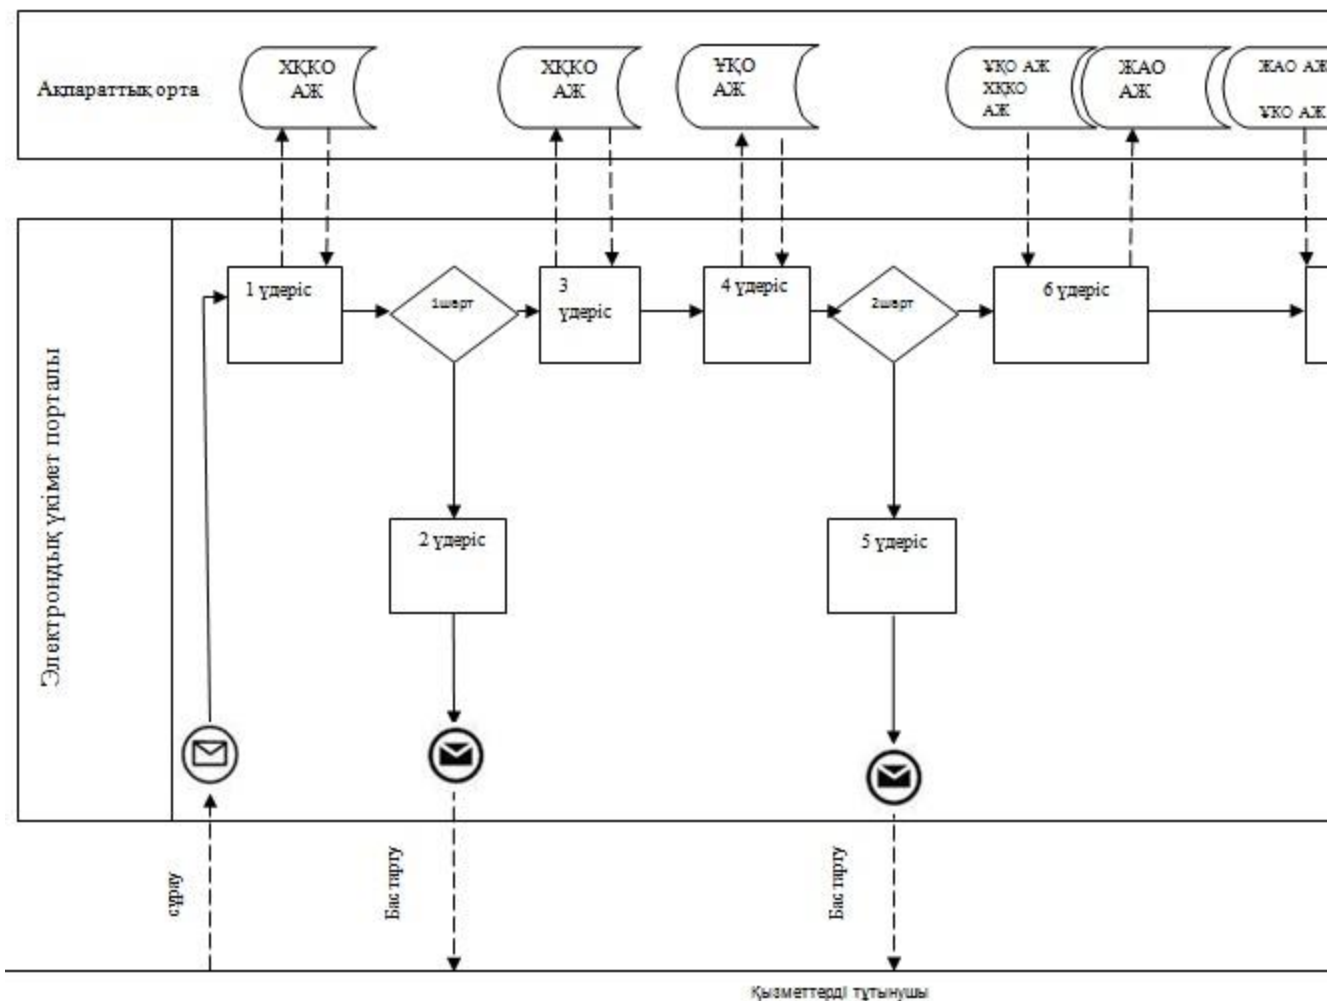 ХҚКО
АЖ
ХҚКО
АЖ
ҰҚО
АЖ
ҰҚО АЖ
ХҚКО
АЖ
ЖАО
АЖ
ЖАО АЖ
ҰКО АЖ
Ақпараттық орта
1 үдеріс
1шарт
3
үдеріс
4 үдеріс
2шарт
6 үдеріс
Электрондық үкімет порталы
2 үдеріс
5 үдеріс
сұрау
Бас тарту
Бас тарту
Қызметтерді тұтынушы